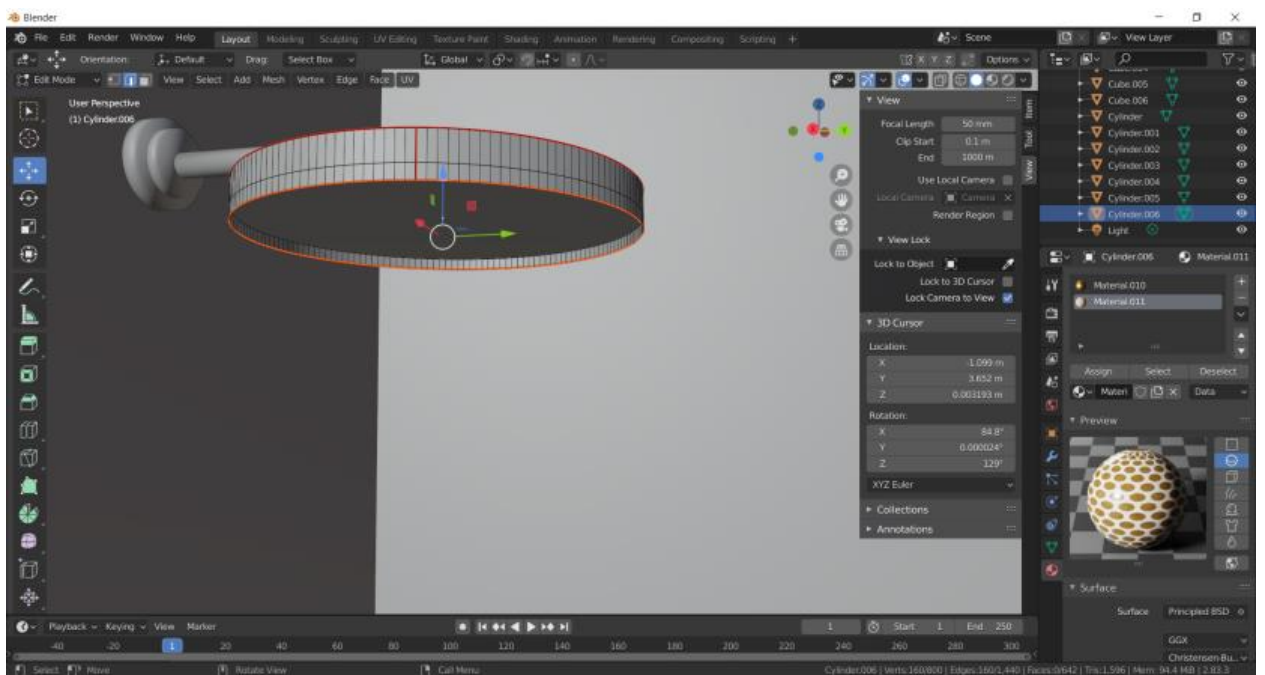 Blender
File Edit Render Window Help Layout Modeling Sculpting UV Editing Texture Paint Shading Animation Rendering Compositing Scripting + Scene View Layer
Orientation: Default Drag: Select Box Global X Y Z Options
Edit Mode View Select Add Mesh Vertex Edge Face UV
User Perspective
(1) Cylinder.006
View
Focal Length 50 mm
Clip Start 0.1 m
End 1000 m
Use Local Camera
Local Camera Camera
Render Region
View Lock
Lock to Object
Lock to 3D Cursor
Lock Camera to View
3D Cursor
Location:
X -1.099 m
Y 3.652 m
Z 0.003193 m
Rotation:
X 84.8°
Y 0.000024°
Z 129°
XYZ Euler
Collections
Annotations
Item
Tool
View
Cube.005
Cube.006
Cylinder
Cylinder.001
Cylinder.002
Cylinder.003
Cylinder.004
Cylinder.005
Cylinder.006
Light
Cylinder.006 Material.011
Material.010
Material.011
Assign Select Deselect
Materi Data
Preview
Surface
Surface Principled BSD
GGX
Christensen-Bu..
Playback Keying View Marker 1 Start 1 End 250
-40 -20 1 20 40 60 80 100 120 140 160 180 200 220 240 260 280 300
Select Move Rotate View Call Menu Cylinder.006 | Verts:160/800 | Edges:160/1,440 | Faces:0/642 | Tris:1,596 | Mem: 94.4 MiB | 2.83.3